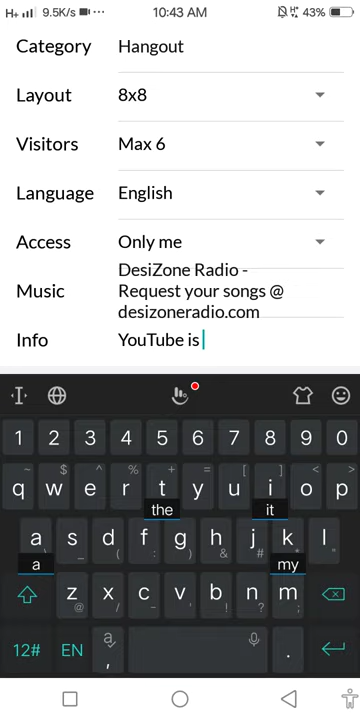 H+ 9.5K/s ... 10:43 AM H+ 43%
Category Hangout
Layout 8x8
Visitors Max 6
Language English
Access Only me
Music DesiZone Radio -
Request your songs @
desizoneradio.com
Info YouTube is
1 2 3 4 5 6 7 8 9 0
~ $ ^ % + = [ ] < >
q w e r t y u i o p
the it
a s d f g h j k l
_ ( ) & # * "
a my
z x c v b n m
@ / - : ! ?
12# EN a , .